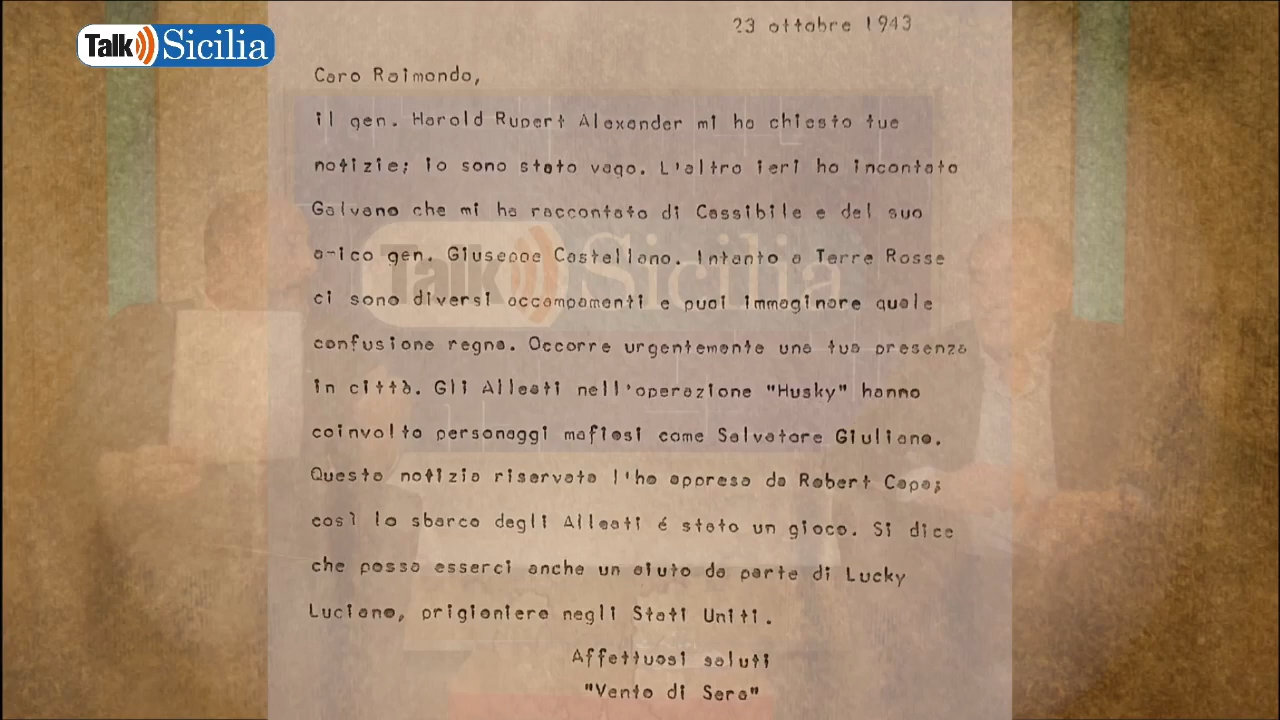 Talk Sicilia
23 ottobre 1943
Caro Raimondo,
il gen. Harold Rupert Alexander mi ha chiesto tue
notizie; io sono stato vago. L'altro ieri ho incontato
Galvano che mi ha raccontato di Cassibile e del suo
a-ico gen. Giuseppe Castellano. Intanto a Terre Rosse
ci sono diversi accampamenti e puoi immaginare quale
confusione regna. Occorre urgentemente una tua presenza
in città. Gli Alleati nell'operazione "Husky" hanno
coinvolto personaggi mafiosi come Salvatore Giuliano.
Questa notizia riservata l'ho appresa da Robert Capa;
così lo sbarco degli Alleati é stato un gioco. Si dice
che possa esserci anche un aiuto da parte di Lucky
Luciano, prigioniere negli Stati Uniti.
Affettuosi saluti
"Vento di Sera"
Talk Sicilia